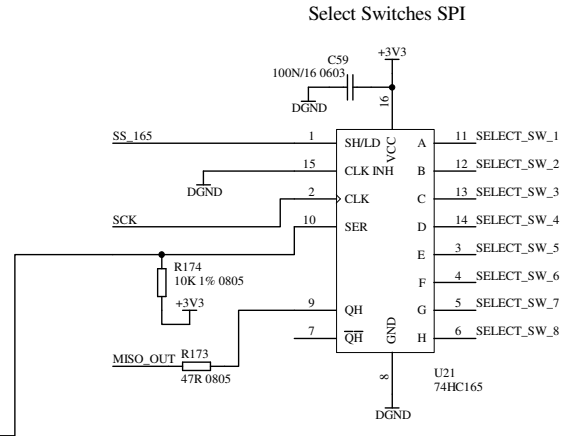 Select Switches SPI
+3V3
C59
100N/16 0603
DGND
16
VCC
SS_165
1
SH/LD
A
11
SELECT_SW_1
15
CLK INH
B
12
SELECT_SW_2
DGND
2
CLK
C
13
SELECT_SW_3
SCK
10
SER
D
14
SELECT_SW_4
E
3
SELECT_SW_5
R174
10K 1% 0805
F
4
SELECT_SW_6
+3V3
9
QH
G
5
SELECT_SW_7
7
QH
GND
H
6
SELECT_SW_8
MISO_OUT
R173
47R 0805
8
U21
74HC165
DGND